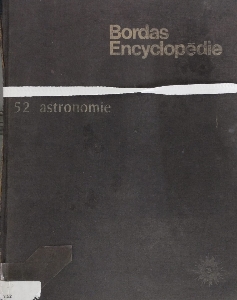 Bordas
Encyclopédie
52 astronomie